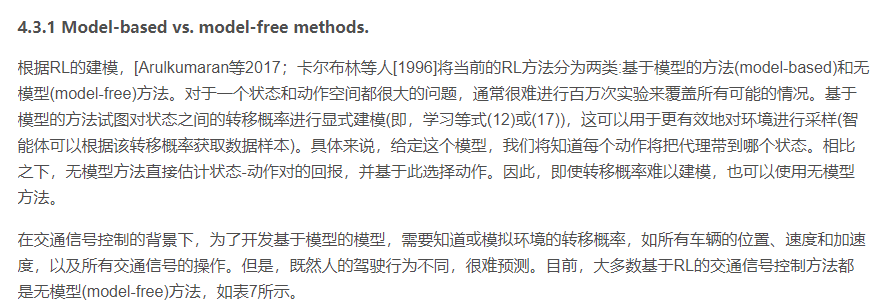 4.3.1 Model-based vs. model-free methods.
根据RL的建模，[Arulkumaran等2017；卡尔布林等人[1996]将当前的RL方法分为两类:基于模型的方法(model-based)和无
模型(model-free)方法。对于一个状态和动作空间都很大的问题，通常很难进行百万次实验来覆盖所有可能的情况。基于
模型的方法试图对状态之间的转移概率进行显式建模(即，学习等式(12)或(17))，这可以用于更有效地对环境进行采样(智
能体可以根据该转移概率获取数据样本)。具体来说，给定这个模型，我们将知道每个动作将把代理带到哪个状态。相比
之下，无模型方法直接估计状态-动作对的回报，并基于此选择动作。因此，即使转移概率难以建模，也可以使用无模型
方法。
在交通信号控制的背景下，为了开发基于模型的模型，需要知道或模拟环境的转移概率，如所有车辆的位置、速度和加速
度，以及所有交通信号的操作。但是，既然人的驾驶行为不同，很难预测。目前，大多数基于RL的交通信号控制方法都
是无模型(model-free)方法，如表7所示。